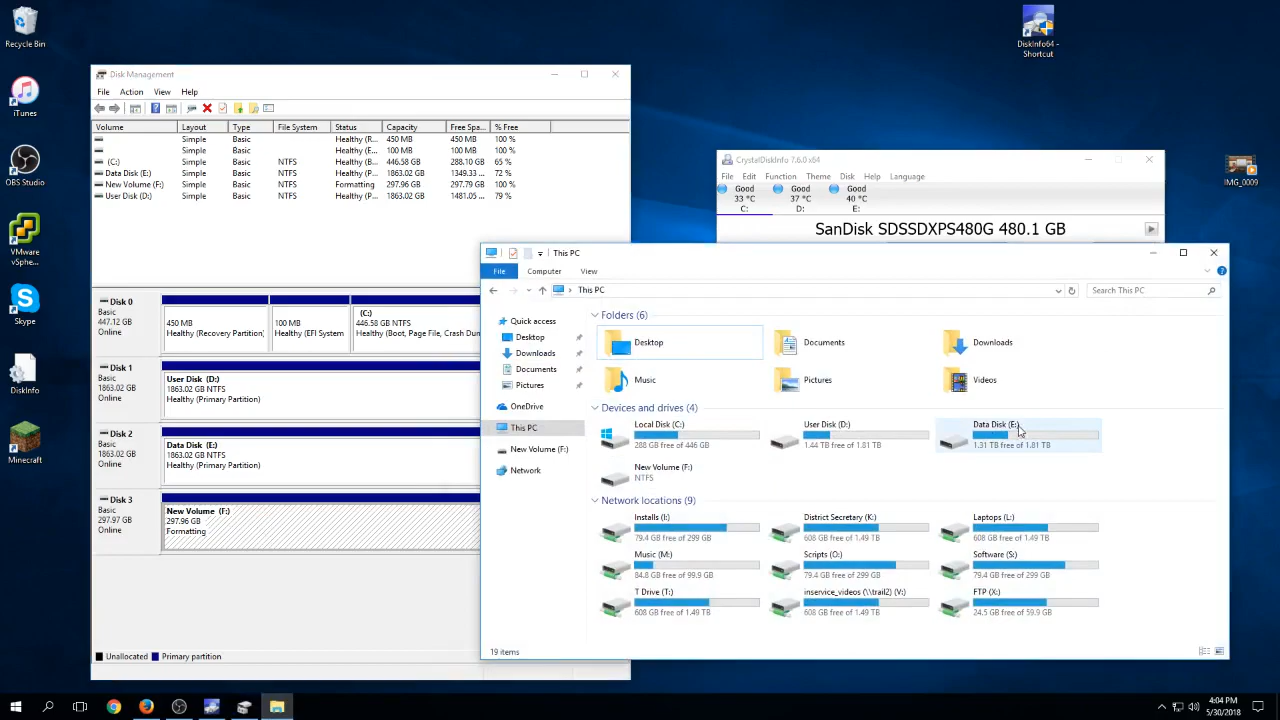 Recycle Bin
iTunes
OBS Studio
VMware
vSphe...
Skype
DiskInfo
Minecraft
DiskInfo64 -
Shortcut
IMG_0009
Disk Management
File Action View Help
Volume Layout Type File System Status Capacity Free Spa... % Free
Simple Basic Healthy (R... 450 MB 450 MB 100 %
Simple Basic Healthy (E... 100 MB 100 MB 100 %
(C:) Simple Basic NTFS Healthy (B... 446.58 GB 288.10 GB 65 %
Data Disk (E:) Simple Basic NTFS Healthy (P... 1863.02 GB 1349.33 ... 72 %
New Volume (F:) Simple Basic Formatting 297.96 GB 297.79 GB 100 %
User Disk (D:) Simple Basic NTFS Healthy (P... 1863.02 GB 1481.05 ... 79 %
Disk 0
Basic
447.12 GB
Online
450 MB
Healthy (Recovery Partition)
100 MB
Healthy (EFI System
(C:)
446.58 GB NTFS
Healthy (Boot, Page File, Crash Dun
Disk 1
Basic
1863.02 GB
Online
User Disk (D:)
1863.02 GB NTFS
Healthy (Primary Partition)
Disk 2
Basic
1863.02 GB
Online
Data Disk (E:)
1863.02 GB NTFS
Healthy (Primary Partition)
Disk 3
Basic
297.97 GB
Online
New Volume (F:)
297.96 GB
Formatting
Unallocated Primary partition
CrystalDiskInfo 7.6.0 x64
File Edit Function Theme Disk Help Language
Good Good Good
33 °C 37 °C 40 °C
C: D: E:
SanDisk SDSSDXPS480G 480.1 GB
This PC
File Computer View
This PC
Search This PC
Quick access
Desktop
Downloads
Documents
Pictures
OneDrive
This PC
New Volume (F:)
Network
Folders (6)
Desktop Documents Downloads
Music Pictures Videos
Devices and drives (4)
Local Disk (C:) User Disk (D:) Data Disk (E:)
288 GB free of 446 GB 1.44 TB free of 1.81 TB 1.31 TB free of 1.81 TB
New Volume (F:)
NTFS
Network locations (9)
Installs (I:) District Secretary (K:) Laptops (L:)
79.4 GB free of 299 GB 608 GB free of 1.49 TB 608 GB free of 1.49 TB
Music (M:) Scripts (O:) Software (S:)
84.8 GB free of 99.9 GB 79.4 GB free of 299 GB 79.4 GB free of 299 GB
T Drive (T:) inservice_videos (\\trail2) (V:) FTP (X:)
608 GB free of 1.49 TB 608 GB free of 1.49 TB 24.5 GB free of 59.9 GB
19 items
4:04 PM
5/30/2018